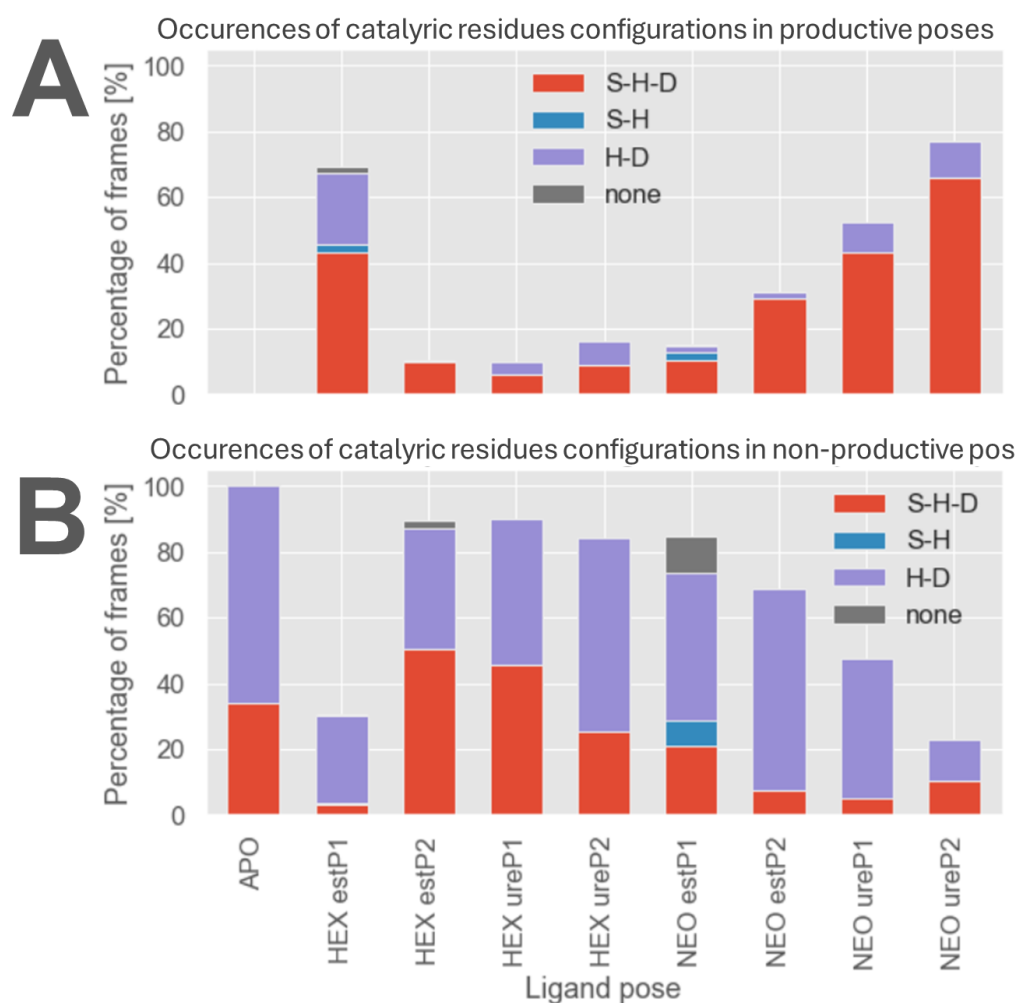 A
Occurences of catalyric residues configurations in productive poses
Percentage of frames [%]
100
80
60
40
20
0
S-H-D
S-H
H-D
none
B
Occurences of catalyric residues configurations in non-productive pos
Percentage of frames [%]
100
80
60
40
20
0
S-H-D
S-H
H-D
none
APO
HEX estP1
HEX estP2
HEX ureP1
HEX ureP2
NEO estP1
NEO estP2
NEO ureP1
NEO ureP2
Ligand pose